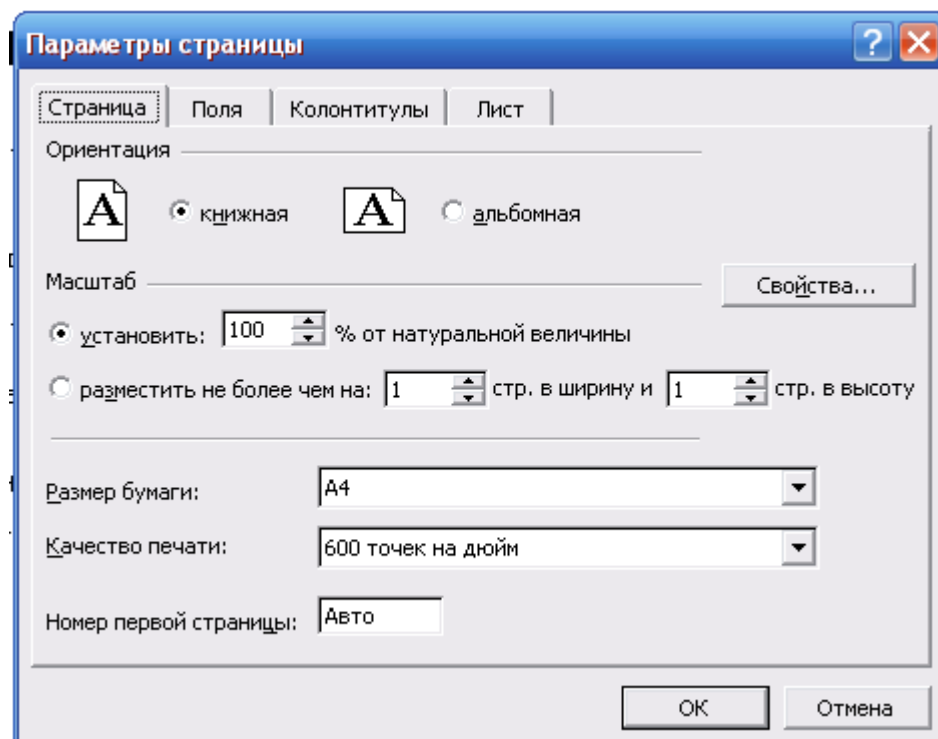 Параметры страницы
Страница Поля Колонтитулы Лист
Ориентация
A книжная A альбомная
Масштаб Свойства...
установить: 100 % от натуральной величины
разместить не более чем на: 1 стр. в ширину и 1 стр. в высоту
Размер бумаги: A4
Качество печати: 600 точек на дюйм
Номер первой страницы: Авто
ОК Отмена